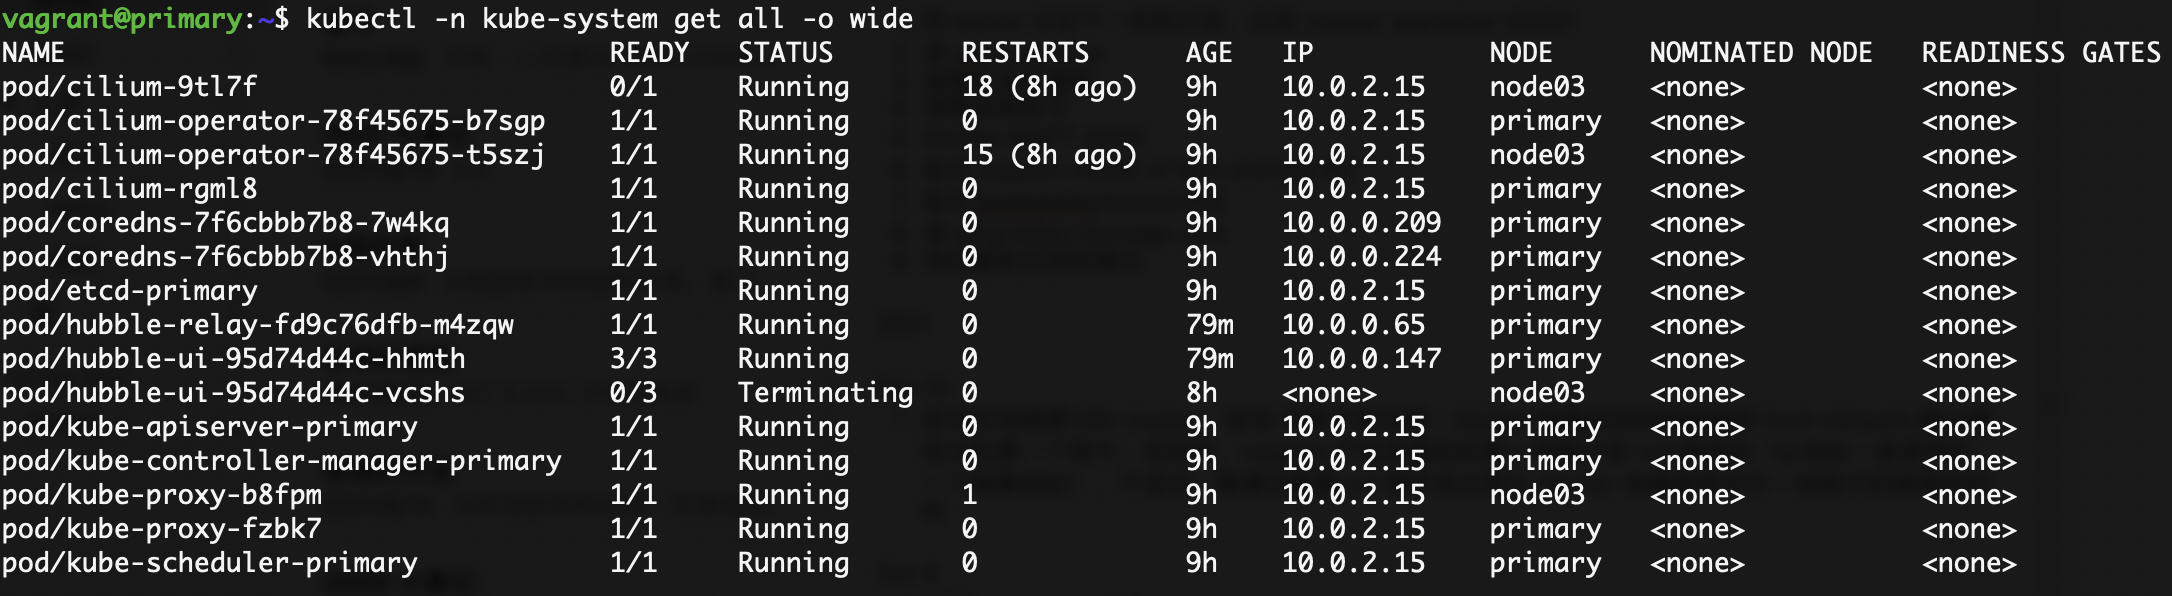 vagrant@primary:~$ kubectl -n kube-system get all -o wide
NAME READY STATUS RESTARTS AGE IP NODE NOMINATED NODE READINESS GATES
pod/cilium-9tl7f 0/1 Running 18 (8h ago) 9h 10.0.2.15 node03 <none> <none>
pod/cilium-operator-78f45675-b7sgp 1/1 Running 0 9h 10.0.2.15 primary <none> <none>
pod/cilium-operator-78f45675-t5szj 1/1 Running 15 (8h ago) 9h 10.0.2.15 node03 <none> <none>
pod/cilium-rgml8 1/1 Running 0 9h 10.0.2.15 primary <none> <none>
pod/coredns-7f6cbbb7b8-7w4kq 1/1 Running 0 9h 10.0.0.209 primary <none> <none>
pod/coredns-7f6cbbb7b8-vhthj 1/1 Running 0 9h 10.0.0.224 primary <none> <none>
pod/etcd-primary 1/1 Running 0 9h 10.0.2.15 primary <none> <none>
pod/hubble-relay-fd9c76dfb-m4zqw 1/1 Running 0 79m 10.0.0.65 primary <none> <none>
pod/hubble-ui-95d74d44c-hhmth 3/3 Running 0 79m 10.0.0.147 primary <none> <none>
pod/hubble-ui-95d74d44c-vcshs 0/3 Terminating 0 8h <none> node03 <none> <none>
pod/kube-apiserver-primary 1/1 Running 0 9h 10.0.2.15 primary <none> <none>
pod/kube-controller-manager-primary 1/1 Running 0 9h 10.0.2.15 primary <none> <none>
pod/kube-proxy-b8fpm 1/1 Running 1 9h 10.0.2.15 node03 <none> <none>
pod/kube-proxy-fzbk7 1/1 Running 0 9h 10.0.2.15 primary <none> <none>
pod/kube-scheduler-primary 1/1 Running 0 9h 10.0.2.15 primary <none> <none>